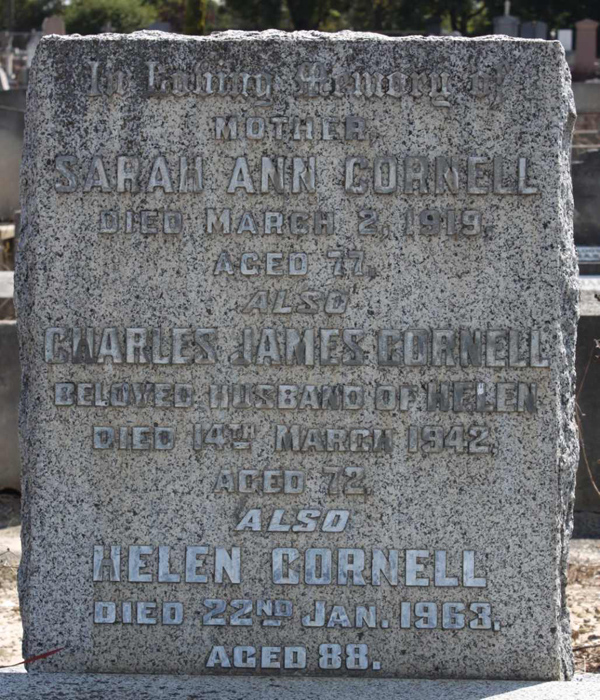 In Loving Memory of
MOTHER,
SARAH ANN CORNELL
DIED MARCH 2, 1919,
AGED 77,
ALSO
CHARLES JAMES CORNELL
BELOVED HUSBAND OF HELEN
DIED 14TH MARCH 1942,
AGED 72,
ALSO
HELEN CORNELL
DIED 22ND JAN. 1963,
AGED 88.